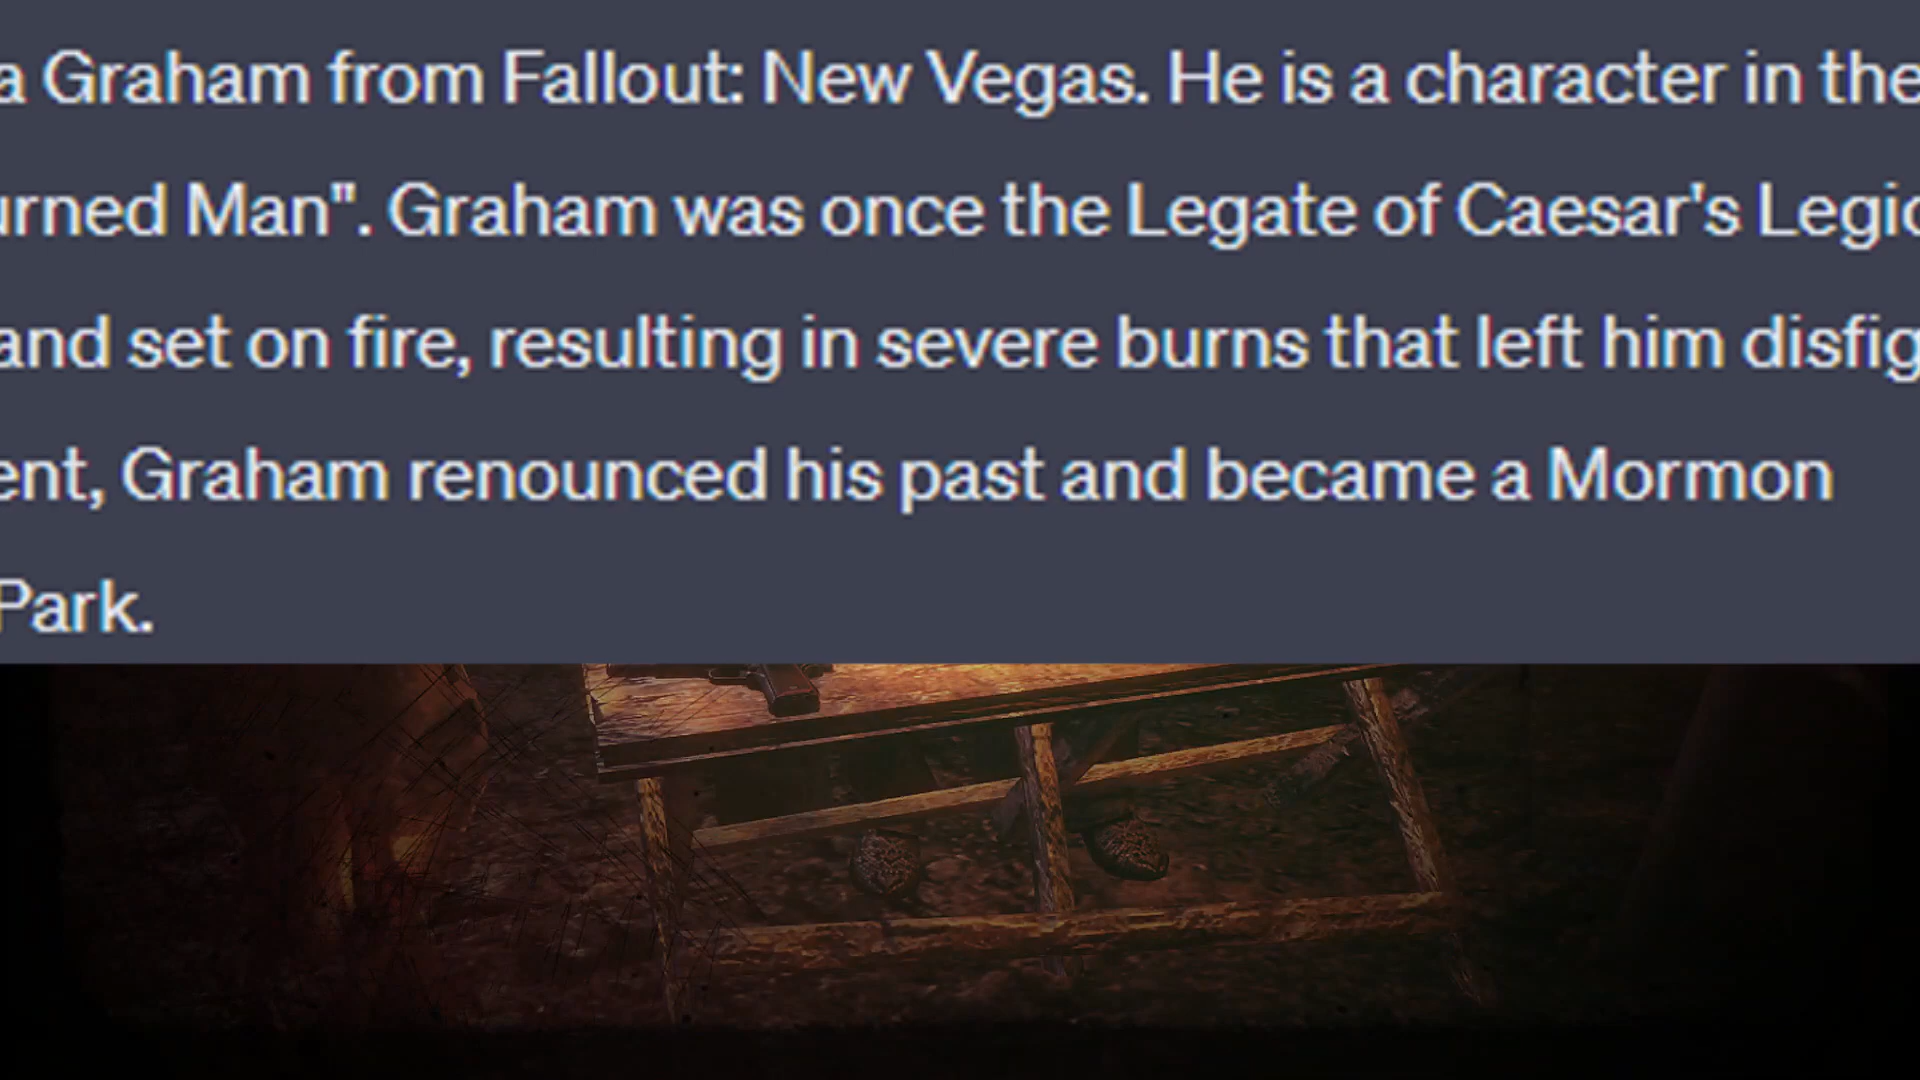 a Graham from Fallout: New Vegas. He is a character in the
urned Man". Graham was once the Legate of Caesar's Legio
and set on fire, resulting in severe burns that left him disfig
ent, Graham renounced his past and became a Mormon
Park.